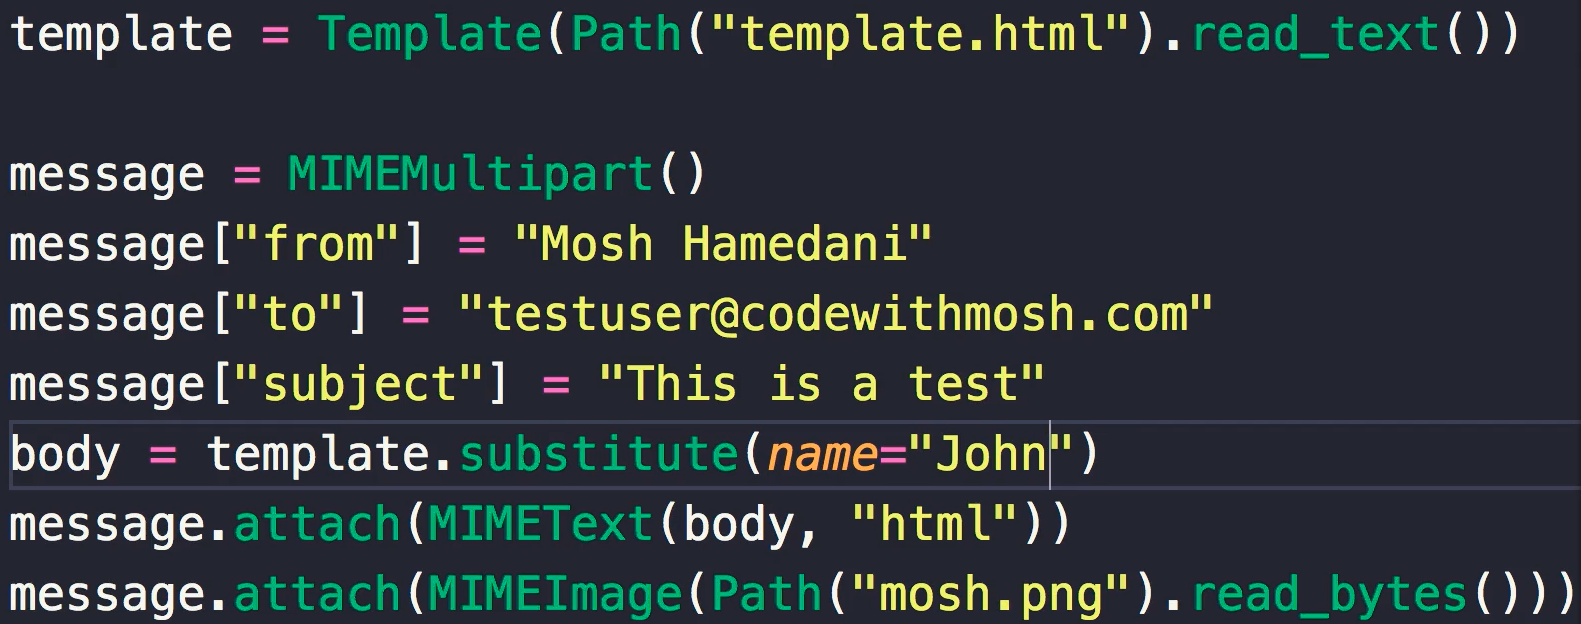 template = Template(Path("template.html").read_text())
message = MIMEMultipart()
message["from"] = "Mosh Hamedani"
message["to"] = "testuser@codewithmosh.com"
message["subject"] = "This is a test"
body = template.substitute(name="John")
message.attach(MIMEText(body, "html"))
message.attach(MIMEImage(Path("mosh.png").read_bytes()))